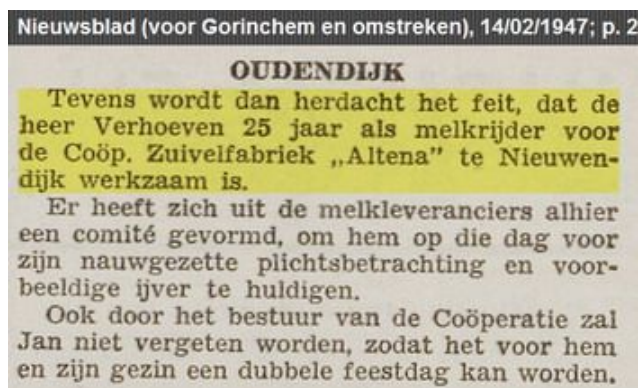 Nieuwsblad (voor Gorinchem en omstreken), 14/02/1947; p. 2
OUDENDIJK
Tevens wordt dan herdacht het feit, dat de
heer Verhoeven 25 jaar als melkrijder voor
de Coöp. Zuivelfabriek „Altena” te Nieuwen-
dijk werkzaam is.
Er heeft zich uit de melkleveranciers alhier
een comité gevormd, om hem op die dag voor
zijn nauwgezette plichtsbetrachting en voor-
beeldige ijver te huldigen.
Ook door het bestuur van de Coöperatie zal
Jan niet vergeten worden, zodat het voor hem
en zijn gezin een dubbele feestdag kan worden.